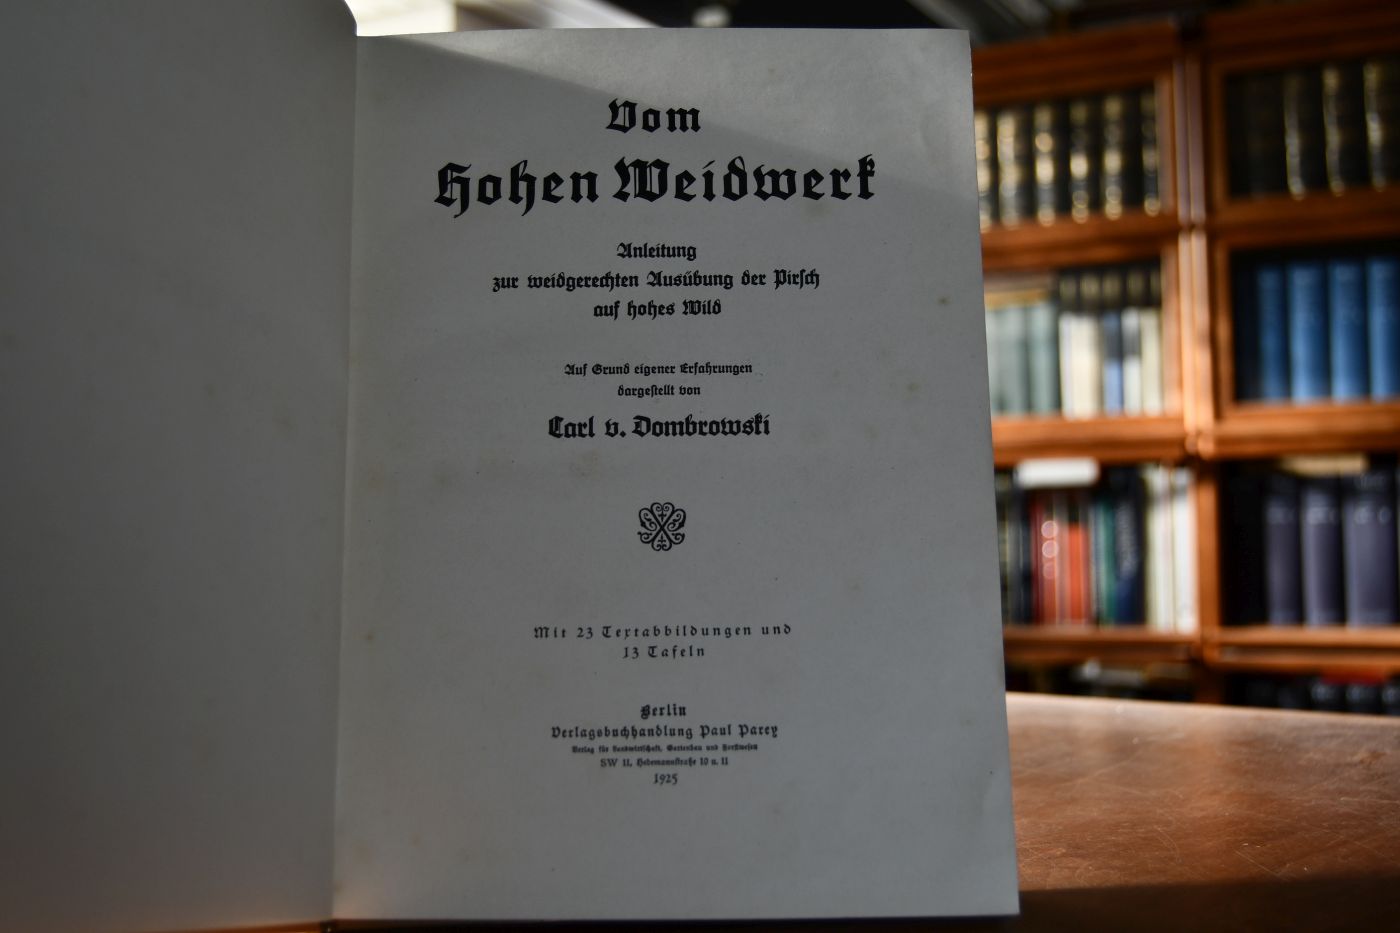 Vom
Hohen Weidwerk
Anleitung
zur weidgerechten Ausübung der Pirsch
auf hohes Wild
Auf Grund eigener Erfahrungen
dargestellt von
Carl v. Dombrowski
Mit 23 Textabbildungen und
13 Tafeln
Berlin
Verlagsbuchhandlung Paul Parey
Verlag für Landwirtschaft, Gartenbau und Forstwesen
SW 11, Hedemannstraße 10 u. 11
1925